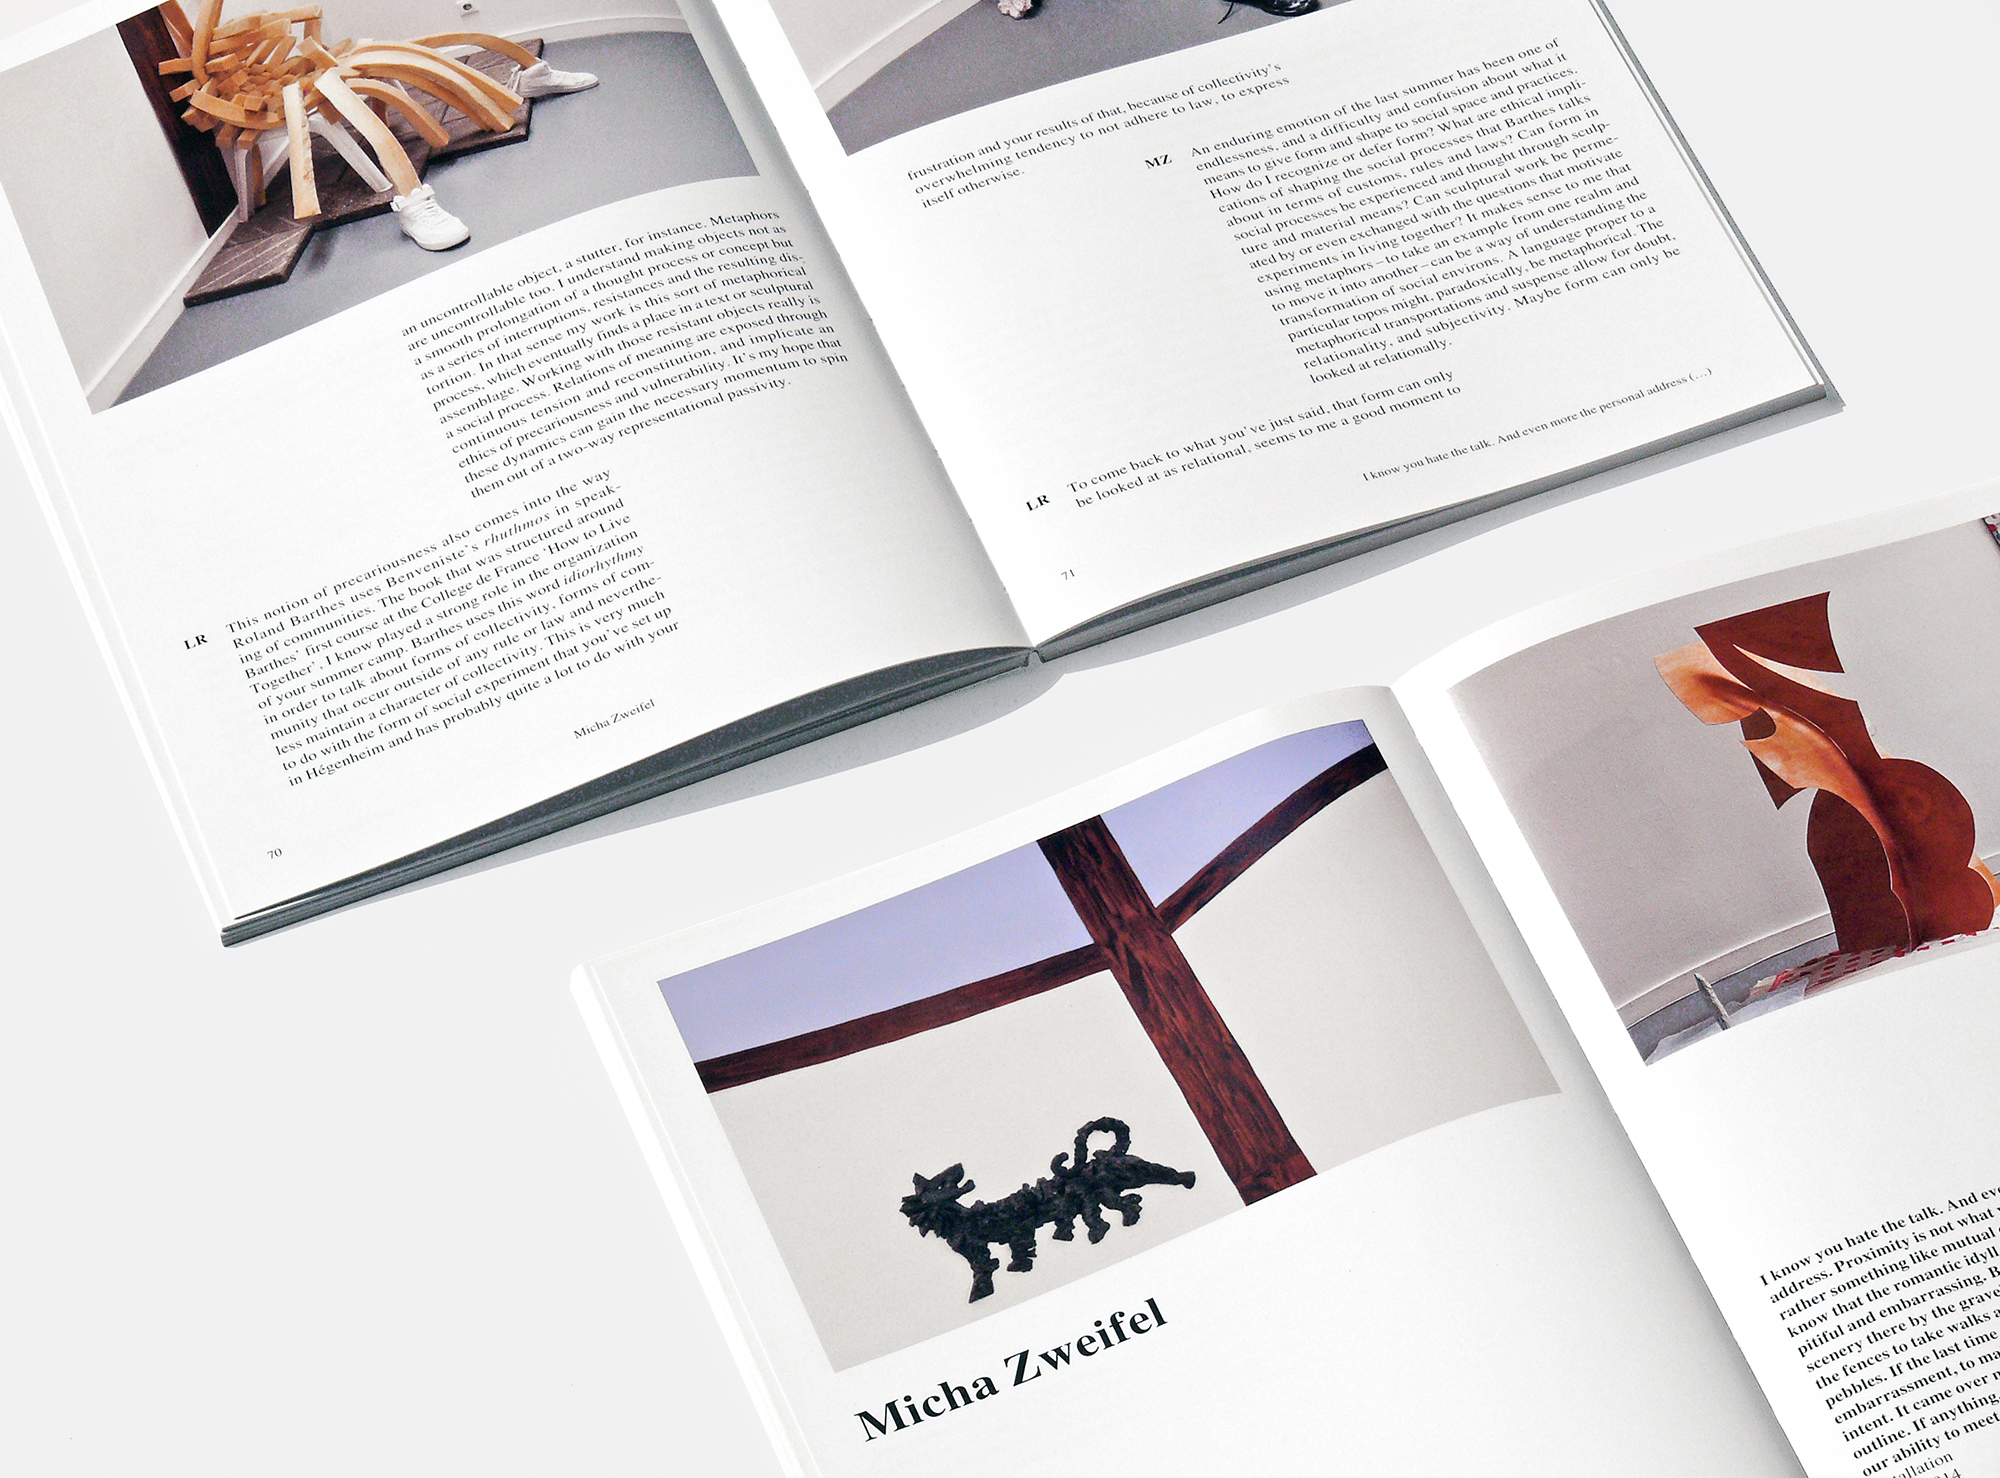 an uncontrollable object, a stutter, for instance. Metaphors
are uncontrollable too. I understand making objects not as
a smooth prolongation of a thought process or concept but
as a series of interruptions, resistances and the resulting dis-
tortion. In that sense my work is this sort of metaphorical
process, which eventually finds a place in a text or sculptural
assemblage. Working with those resistant objects really is
a social process. Relations of meaning are exposed through
continuous tension and reconstitution, and implicate an
ethics of precariousness and vulnerability. It's my hope that
these dynamics can gain the necessary momentum to spin
them out of a two-way representational passivity.
LR
This notion of precariousness also comes into the way
Roland Barthes uses Benveniste's rhuthmos in speak-
ing of communities. The book that was structured around
Barthes' first course at the College de France 'How to Live
Together', I know played a strong role in the organization
of your summer camp. Barthes uses this word idiorhythmy
in order to talk about forms of collectivity, forms of com-
munity that occur outside of any rule or law and neverthe-
less maintain a character of collectivity. This is very much
to do with the form of social experiment that you've set up
in Hégenheim and has probably quite a lot to do with your
Micha Zweifel
70
frustration and your results of that, because of collectivity's
overwhelming tendency to not adhere to law, to express
itself otherwise.
MZ
An enduring emotion of the last summer has been one of
endlessness, and a difficulty and confusion about what it
means to give form and shape to social space and practices.
How do I recognize or defer form? What are ethical impli-
cations of shaping the social processes that Barthes talks
about in terms of customs, rules and laws? Can form in
social processes be experienced and thought through sculp-
ture and material means? Can sculptural work be perme-
ated by or even exchanged with the questions that motivate
experiments in living together? It makes sense to me that
using metaphors – to take an example from one realm and
to move it into another – can be a way of understanding the
transformation of social environs. A language proper to a
particular topos might, paradoxically, be metaphorical. The
metaphorical transportations and suspense allow for doubt,
relationality, and subjectivity. Maybe form can only be
looked at relationally.
LR
To come back to what you've just said, that form can only
be looked at as relational, seems to me a good moment to
I know you hate the talk. And even more the personal address (...)
71
Micha Zweifel
I know you hate the talk. And eve
address. Proximity is not what
rather something like mutual
know that the romantic idyll
pitiful and embarrassing. B
scenery there by the grave
the fences to take walks a
pebbles. If the last time
embarrassment, to ma
intent. It came over
outline. If anything,
our ability to meet
allation
14